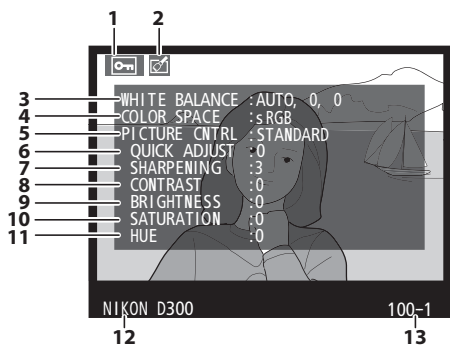 1 2
3 WHITE BALANCE :AUTO, 0, 0
4 COLOR SPACE :sRGB
5 PICTURE CNTRL :STANDARD
6 QUICK ADJUST :0
7 SHARPENING :3
8 CONTRAST :0
9 BRIGHTNESS :0
10 SATURATION :0
11 HUE :0
NIKON D300 100-1
12 13